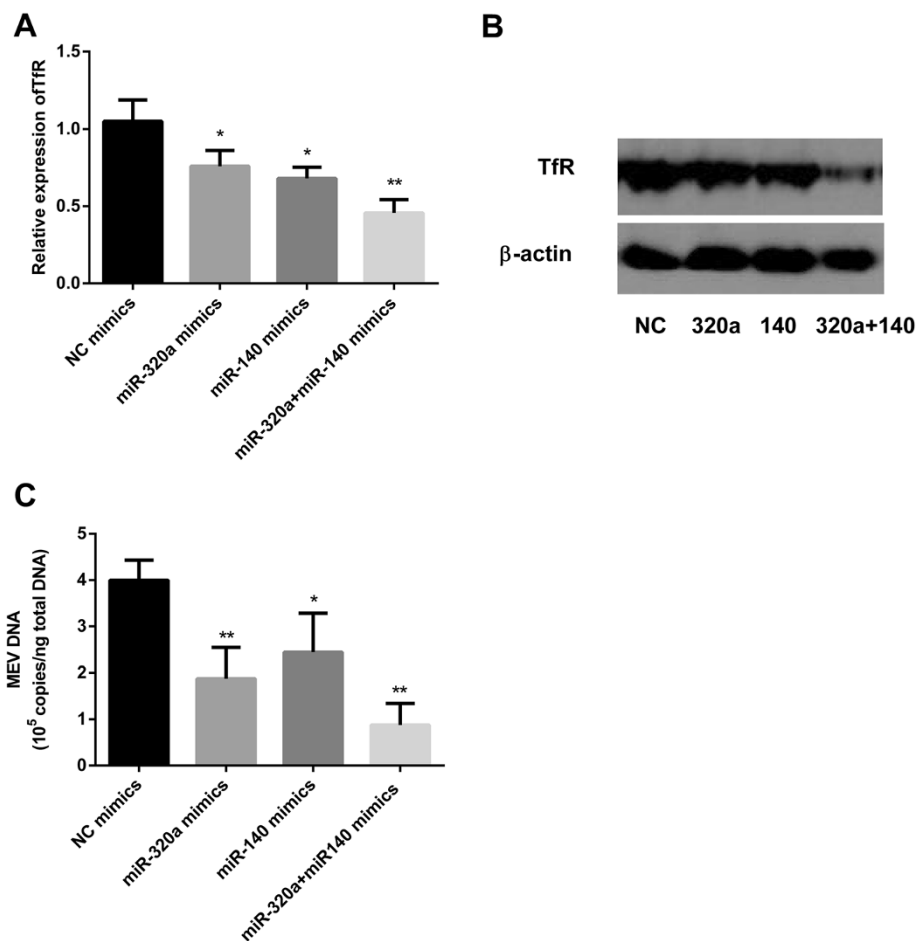 A
Relative expression ofTfR
1.5
1.0
0.5
0.0
*
*
**
NC mimics
miR-320a mimics
miR-140 mimics
miR-320a+miR-140 mimics
B
TfR
β-actin
NC 320a 140 320a+140
C
MEV DNA
(10⁵ copies/ng total DNA)
5
4
3
2
1
0
**
*
**
NC mimics
miR-320a mimics
miR-140 mimics
miR-320a+miR140 mimics